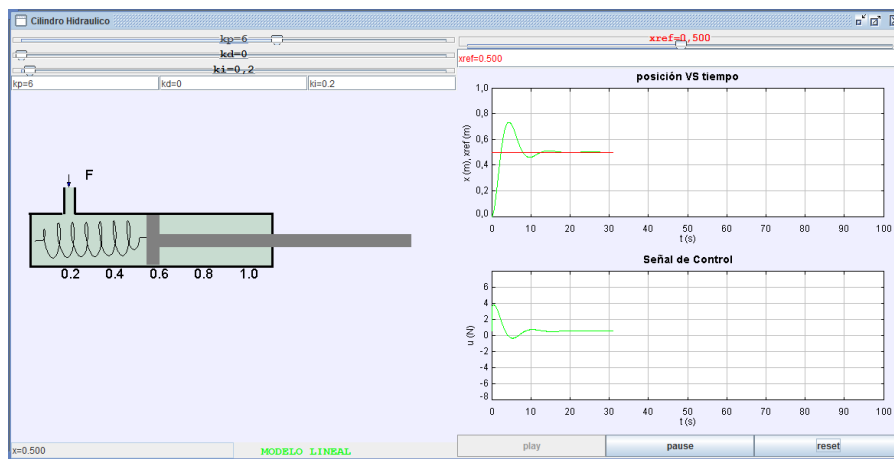 Cilindro Hidraulico
kp=6
kd=0
ki=0,2
kp=6 kd=0 ki=0.2
F
0.2 0.4 0.6 0.8 1.0
x=0.500
MODELO LINEAL
xref=0,500
xref=0.500
posición VS tiempo
x (m), xref (m)
1,0
0,8
0,6
0,4
0,2
0,0
0 10 20 30 40 50 60 70 80 90 100
t (s)
Señal de Control
u (N)
6
4
2
0
-2
-4
-6
-8
0 10 20 30 40 50 60 70 80 90 100
t (s)
play pause reset